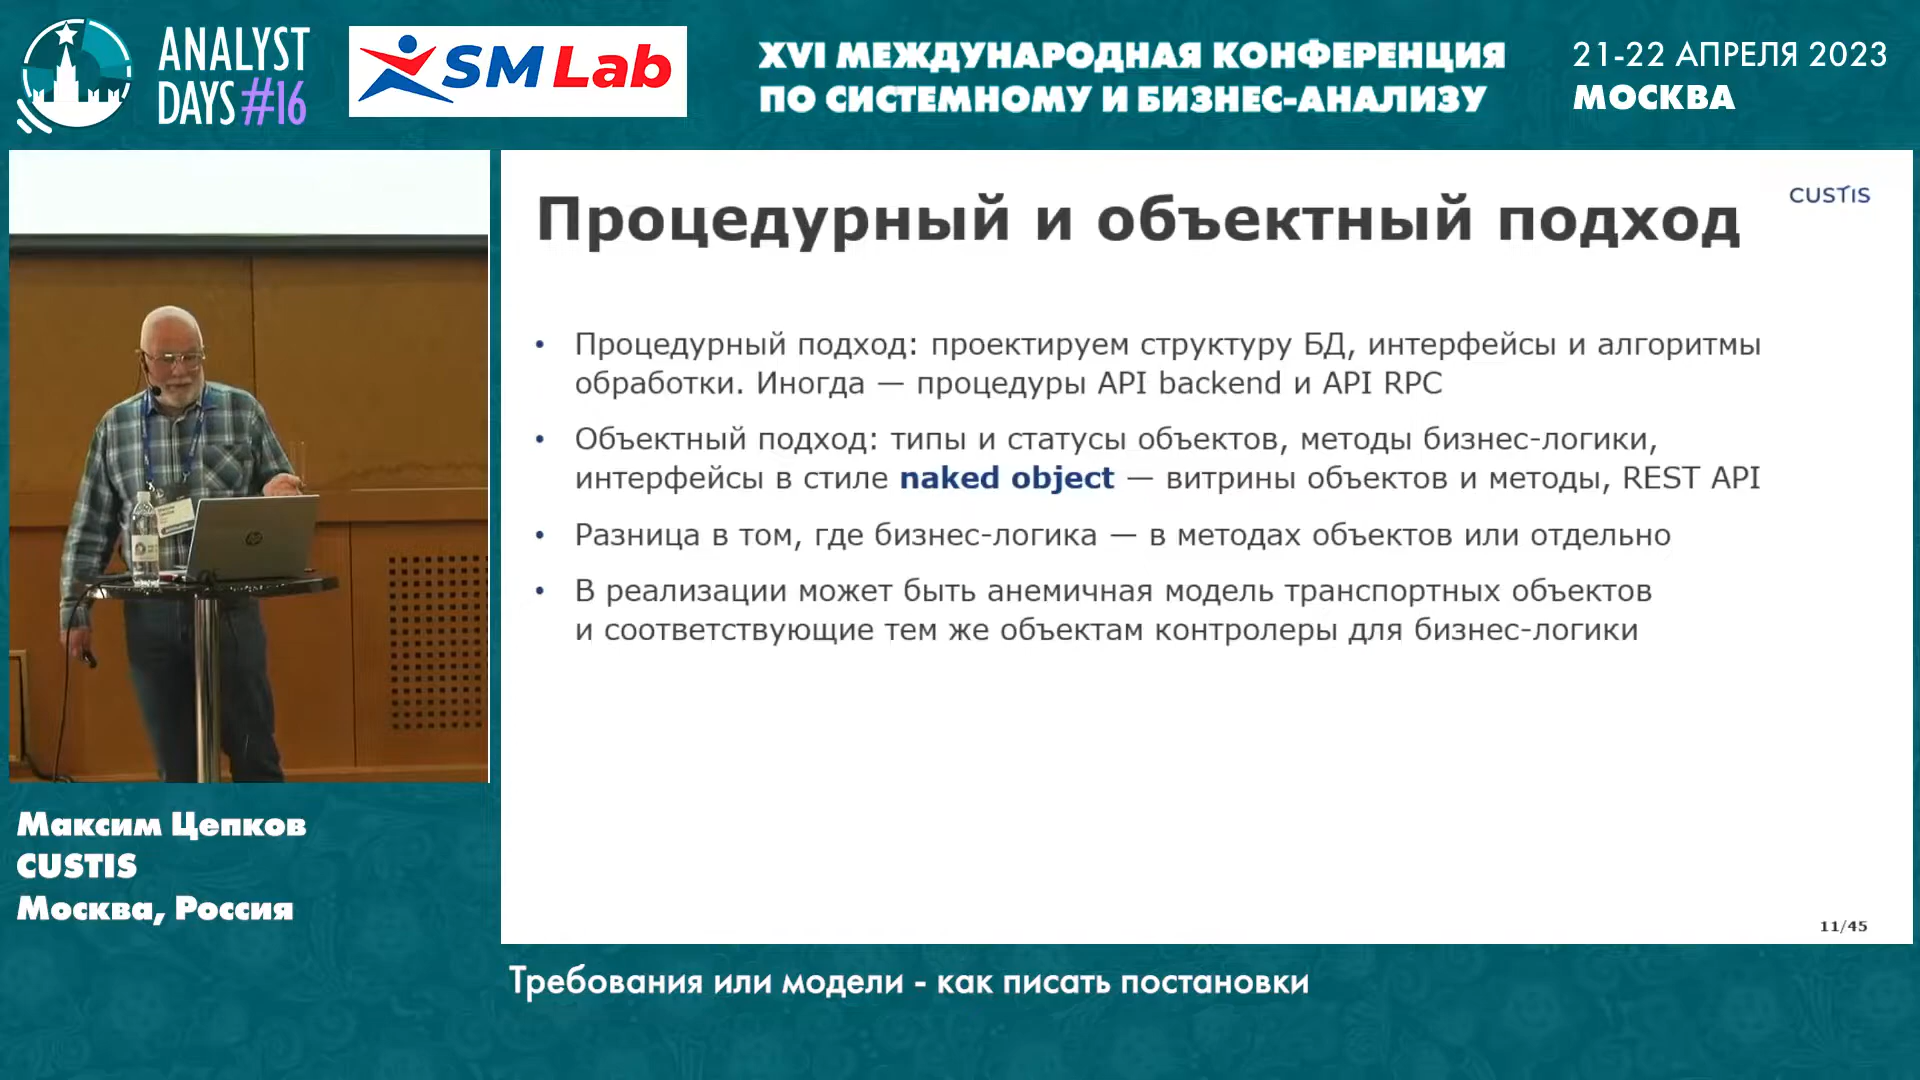 ANALYST
DAYS #16
SM Lab
XVI МЕЖДУНАРОДНАЯ КОНФЕРЕНЦИЯ
ПО СИСТЕМНОМУ И БИЗНЕС-АНАЛИЗУ
21-22 АПРЕЛЯ 2023
МОСКВА
Процедурный и объектный подход
CUSTIS
• Процедурный подход: проектируем структуру БД, интерфейсы и алгоритмы
обработки. Иногда — процедуры API backend и API RPC
• Объектный подход: типы и статусы объектов, методы бизнес-логики,
интерфейсы в стиле naked object — витрины объектов и методы, REST API
• Разница в том, где бизнес-логика — в методах объектов или отдельно
• В реализации может быть анемичная модель транспортных объектов
и соответствующие тем же объектам контролеры для бизнес-логики
11/45
Максим Цепков
CUSTIS
Москва, Россия
Требования или модели - как писать постановки